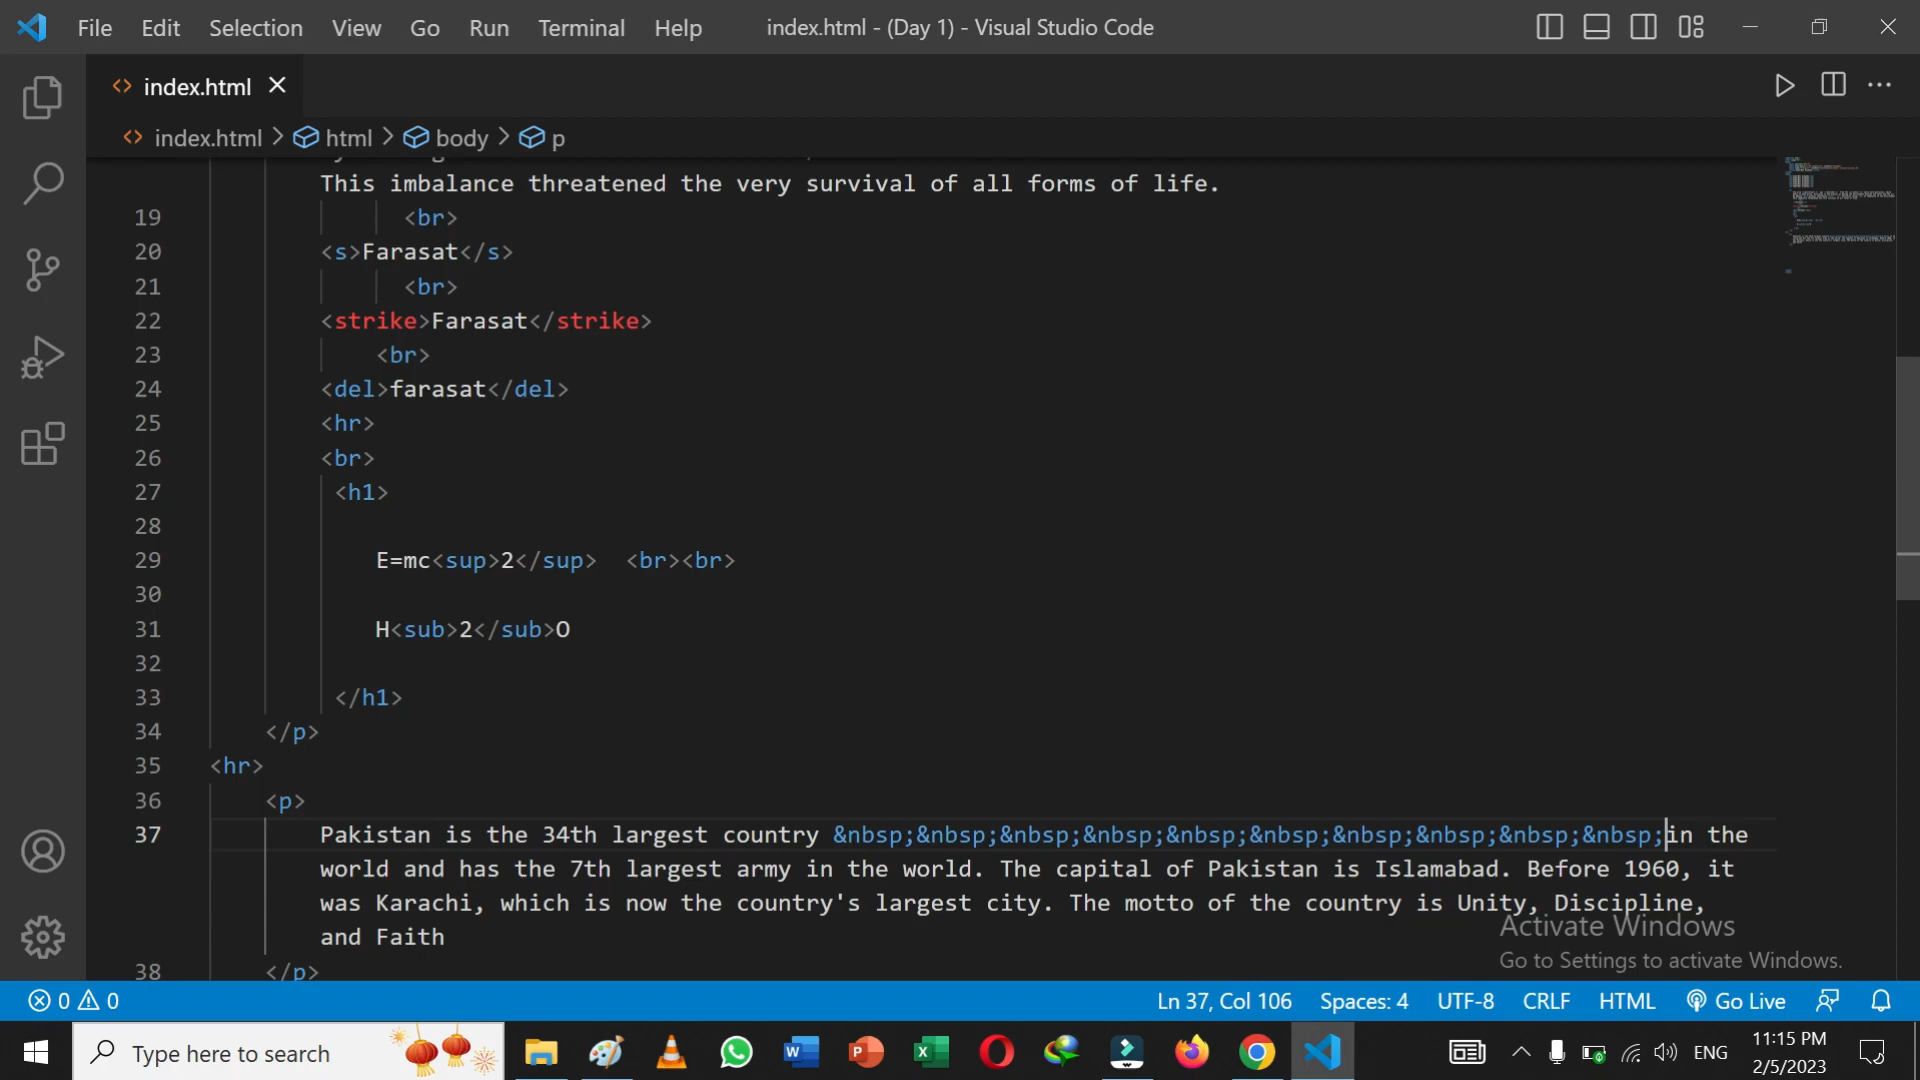 File Edit Selection View Go Run Terminal Help index.html - (Day 1) - Visual Studio Code
index.html
index.html > html > body > p
This imbalance threatened the very survival of all forms of life.
19 <br>
20 <s>Farasat</s>
21 <br>
22 <strike>Farasat</strike>
23 <br>
24 <del>farasat</del>
25 <hr>
26 <br>
27 <h1>
28
29 E=mc<sup>2</sup> <br><br>
30
31 H<sub>2</sub>O
32
33 </h1>
34 </p>
35 <hr>
36 <p>
37 Pakistan is the 34th largest country &nbsp;&nbsp;&nbsp;&nbsp;&nbsp;&nbsp;&nbsp;&nbsp;&nbsp;&nbsp;in the
world and has the 7th largest army in the world. The capital of Pakistan is Islamabad. Before 1960, it
was Karachi, which is now the country's largest city. The motto of the country is Unity, Discipline,
and Faith
Activate Windows
Go to Settings to activate Windows.
38 </p>
0 0 Ln 37, Col 106 Spaces: 4 UTF-8 CRLF HTML Go Live
Type here to search
ENG
11:15 PM
2/5/2023